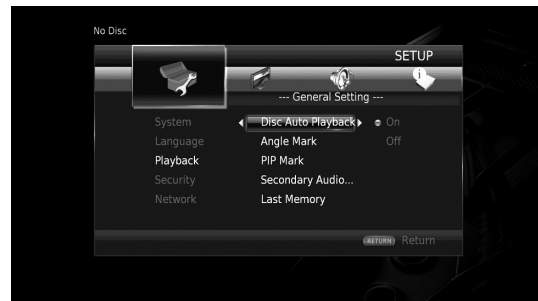 No Disc
SETUP
--- General Setting ---
System
Disc Auto Playback
On
Language
Angle Mark
Off
Playback
PIP Mark
Security
Secondary Audio...
Network
Last Memory
RETURN Return